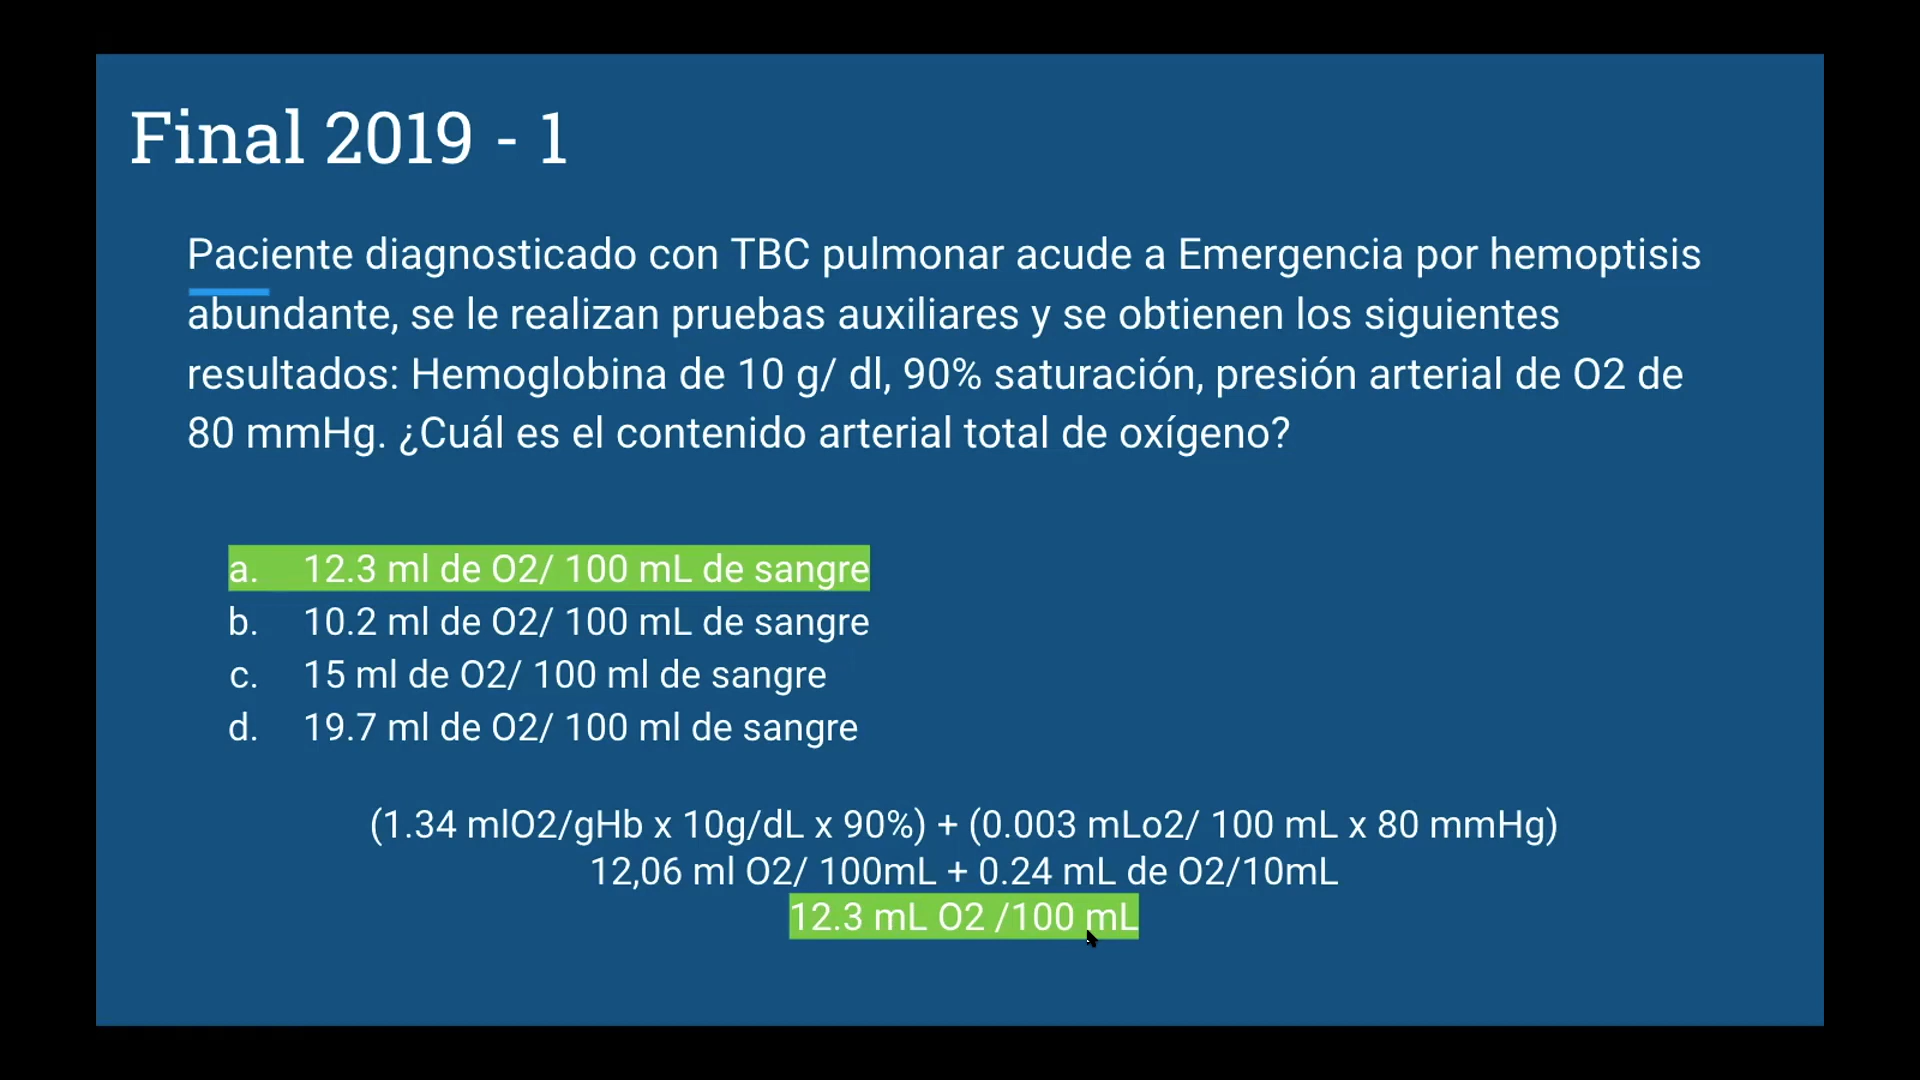 Final 2019 - 1
Paciente diagnosticado con TBC pulmonar acude a Emergencia por hemoptisis
abundante, se le realizan pruebas auxiliares y se obtienen los siguientes
resultados: Hemoglobina de 10 g/ dl, 90% saturación, presión arterial de O2 de
80 mmHg. ¿Cuál es el contenido arterial total de oxígeno?
a. 12.3 ml de O2/ 100 mL de sangre
b. 10.2 ml de O2/ 100 mL de sangre
c. 15 ml de O2/ 100 ml de sangre
d. 19.7 ml de O2/ 100 ml de sangre
(1.34 mlO2/gHb x 10g/dL x 90%) + (0.003 mLo2/ 100 mL x 80 mmHg)
12,06 ml O2/ 100mL + 0.24 mL de O2/10mL
12.3 mL O2 /100 mL